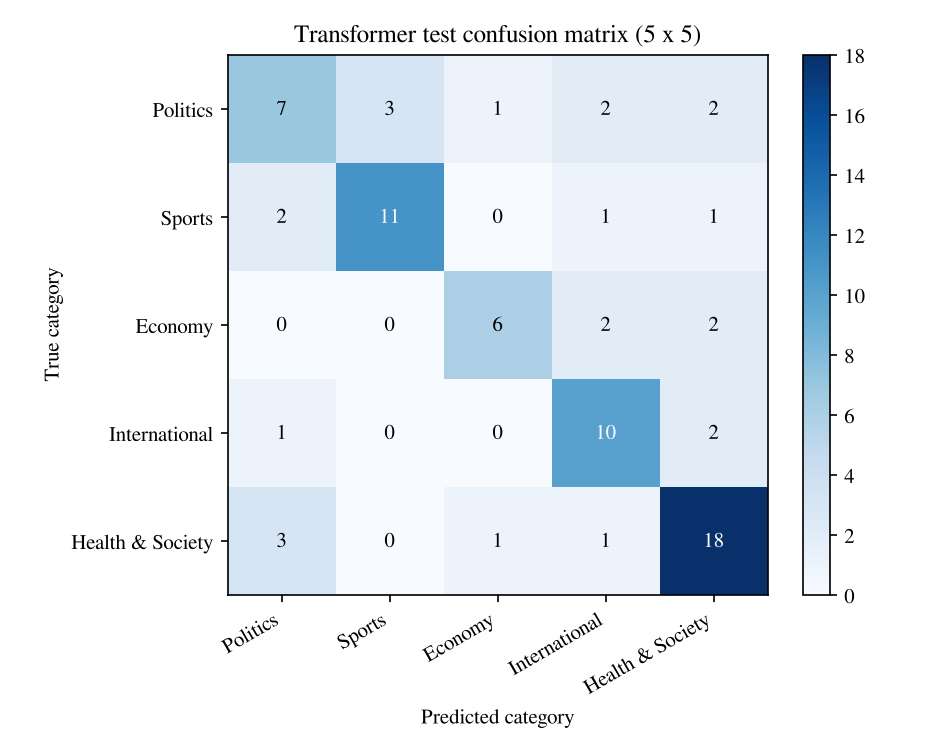 Transformer test confusion matrix (5 x 5)
True category
Politics 7 3 1 2 2
Sports 2 11 0 1 1
Economy 0 0 6 2 2
International 1 0 0 10 2
Health & Society 3 0 1 1 18
Politics Sports Economy International Health & Society
Predicted category
18
16
14
12
10
8
6
4
2
0